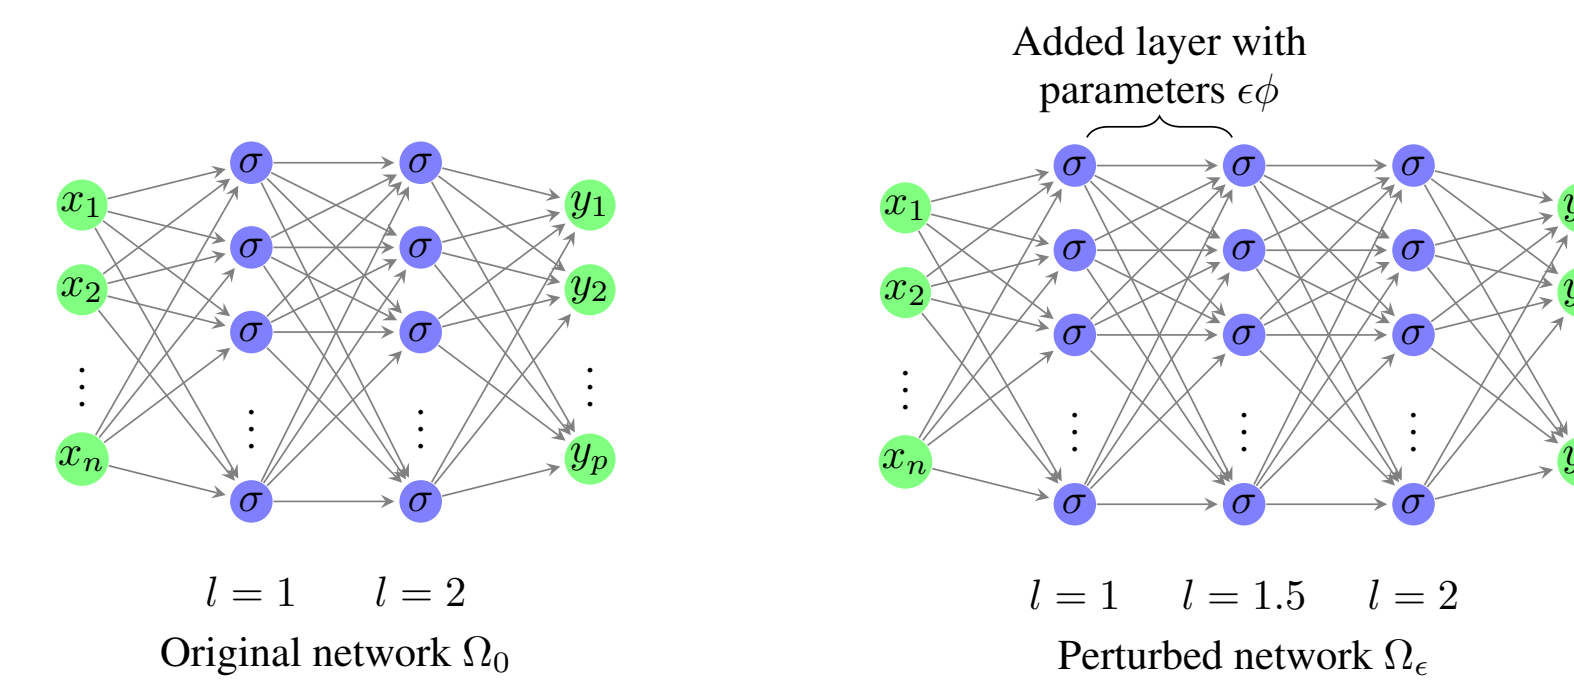 Added layer with
parameters ϵϕ
x₁
x₂
⋮
xₙ
σ
σ
σ
⋮
σ
σ
σ
σ
⋮
σ
y₁
y₂
⋮
yₚ
l = 1
l = 2
Original network Ω₀
x₁
x₂
⋮
xₙ
σ
σ
σ
⋮
σ
σ
σ
σ
⋮
σ
σ
σ
σ
⋮
σ
l = 1
l = 1.5
l = 2
Perturbed network Ω_ϵ